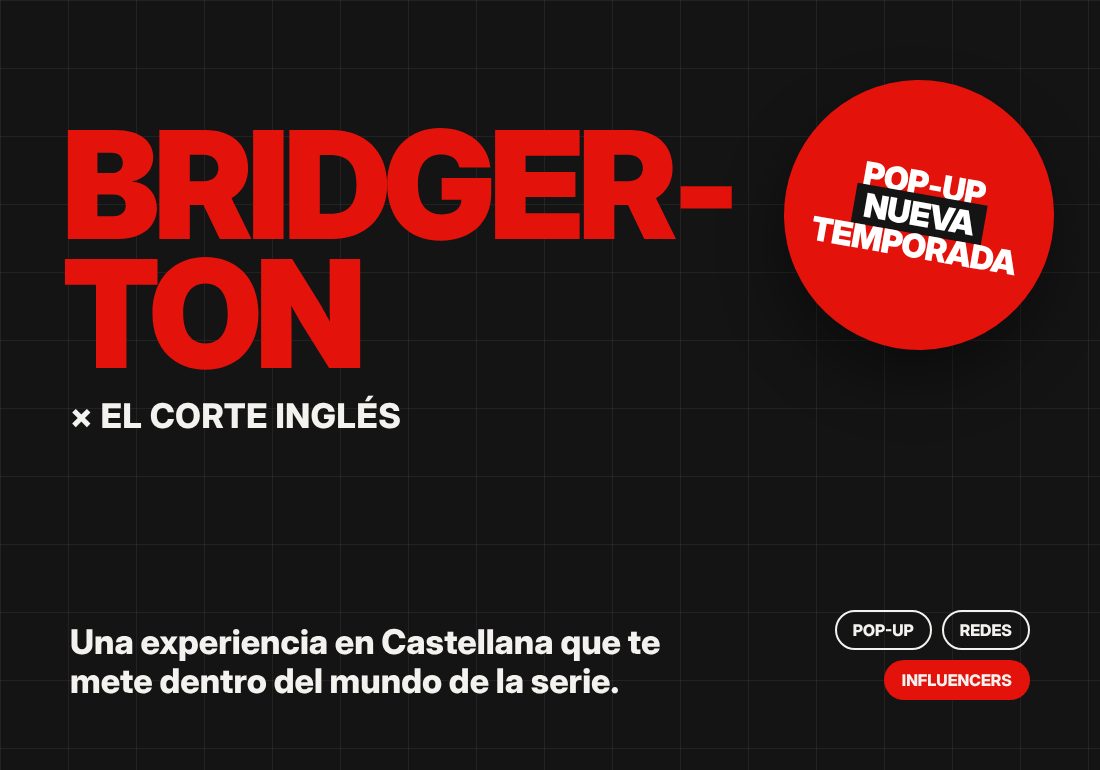 BRIDGER-
TON
× EL CORTE INGLÉS
POP-UP
NUEVA
TEMPORADA
Una experiencia en Castellana que te
mete dentro del mundo de la serie.
POP-UP
REDES
INFLUENCERS